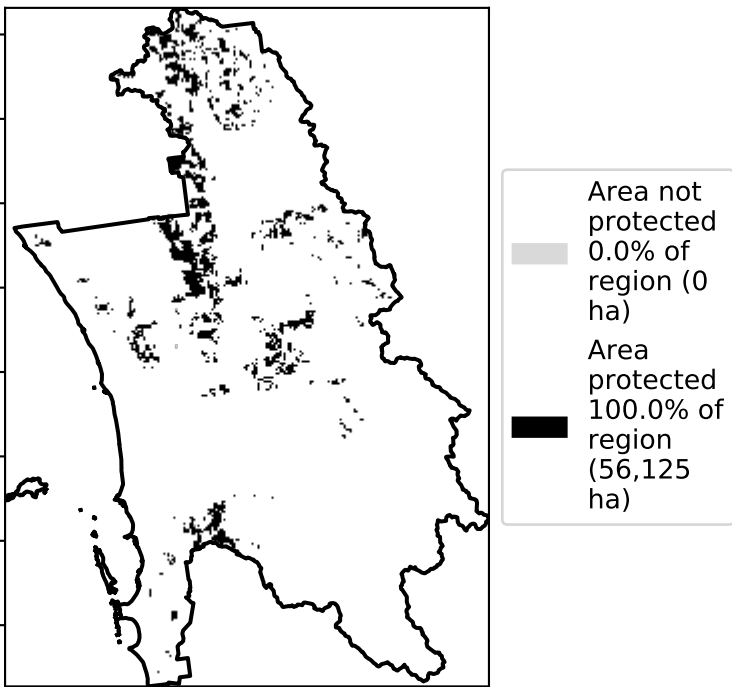 Area not
protected
0.0% of
region (0
ha)
Area
protected
100.0% of
region
(56,125
ha)